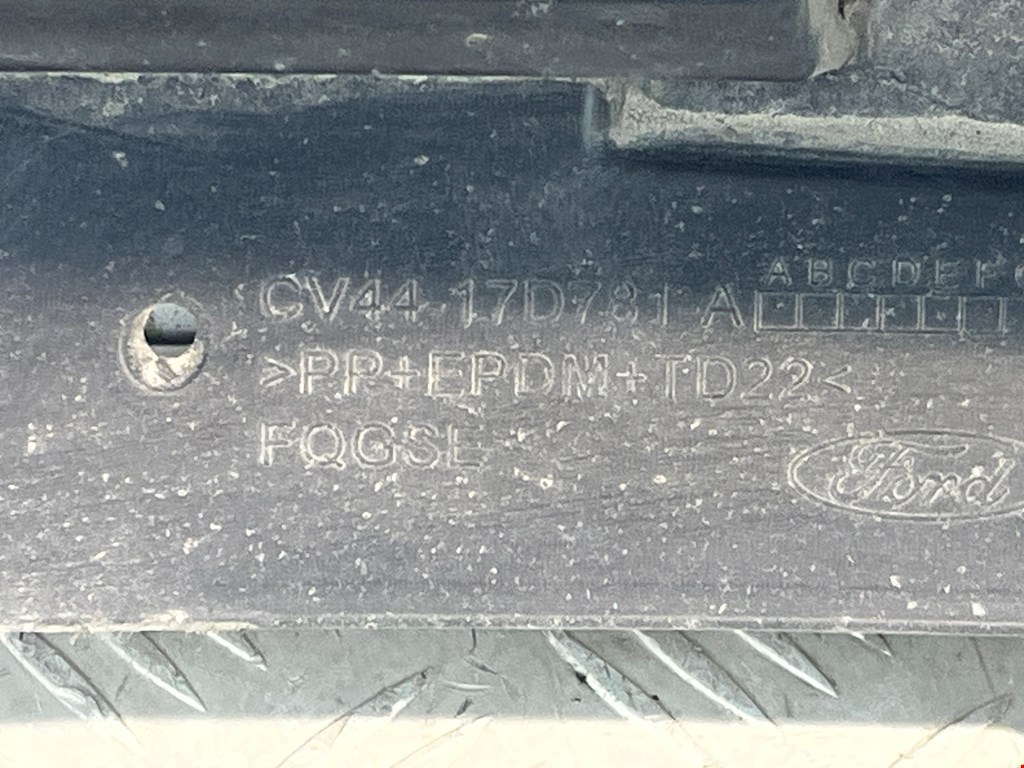 A B C D E F G
CV44-17D781-A
>PP+EPDM+TD22<
FQGSE
Ford